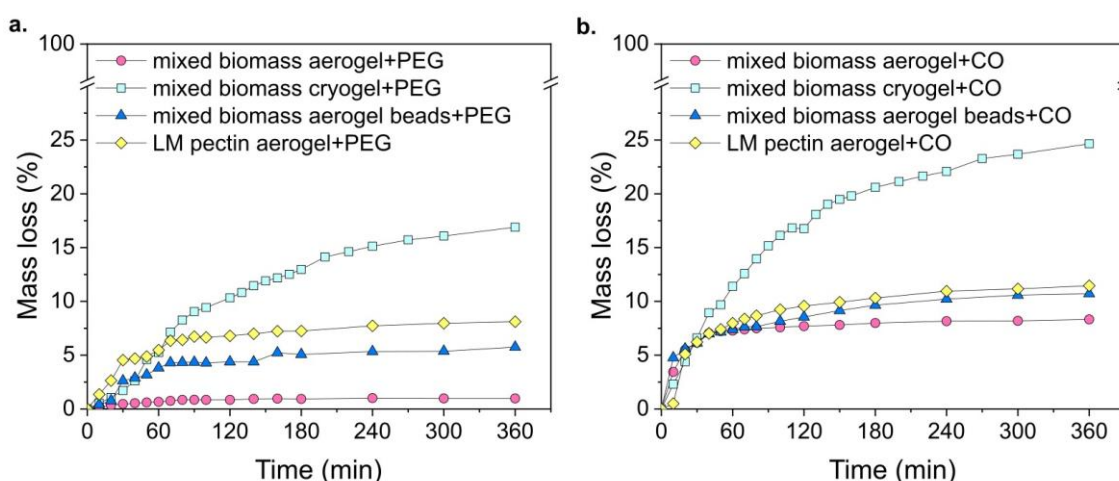 a.
100
mixed biomass aerogel+PEG
mixed biomass cryogel+PEG
mixed biomass aerogel beads+PEG
LM pectin aerogel+PEG
25
20
15
10
5
0
Mass loss (%)
0 60 120 180 240 300 360
Time (min)
b.
100
mixed biomass aerogel+CO
mixed biomass cryogel+CO
mixed biomass aerogel beads+CO
LM pectin aerogel+CO
25
20
15
10
5
0
Mass loss (%)
0 60 120 180 240 300 360
Time (min)